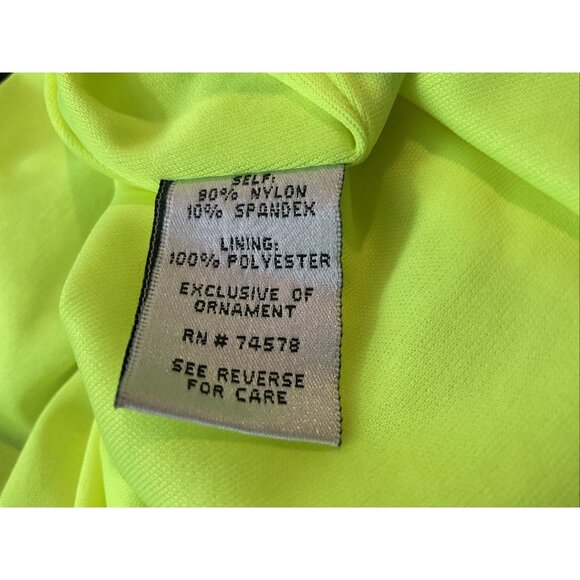 SELF:
90% NYLON
10% SPANDEX
LINING:
100% POLYESTER
EXCLUSIVE OF
ORNAMENT
RN # 74578
SEE REVERSE
FOR CARE